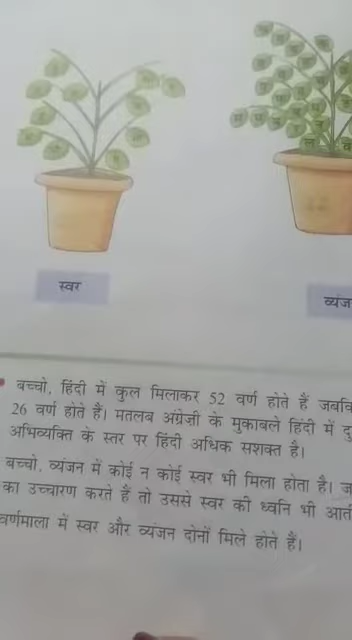 स्वर
व्यंज
बच्चो, हिंदी में कुल मिलाकर 52 वर्ण होते हैं जबकि
26 वर्ण होते हैं। मतलब अंग्रेज़ी के मुकाबले हिंदी में दु
अभिव्यक्ति के स्तर पर हिंदी अधिक सशक्त है।
बच्चो, व्यंजन में कोई न कोई स्वर भी मिला होता है। ज
का उच्चारण करते हैं तो उससे स्वर की ध्वनि भी आती
वर्णमाला में स्वर और व्यंजन दोनों मिले होते हैं।